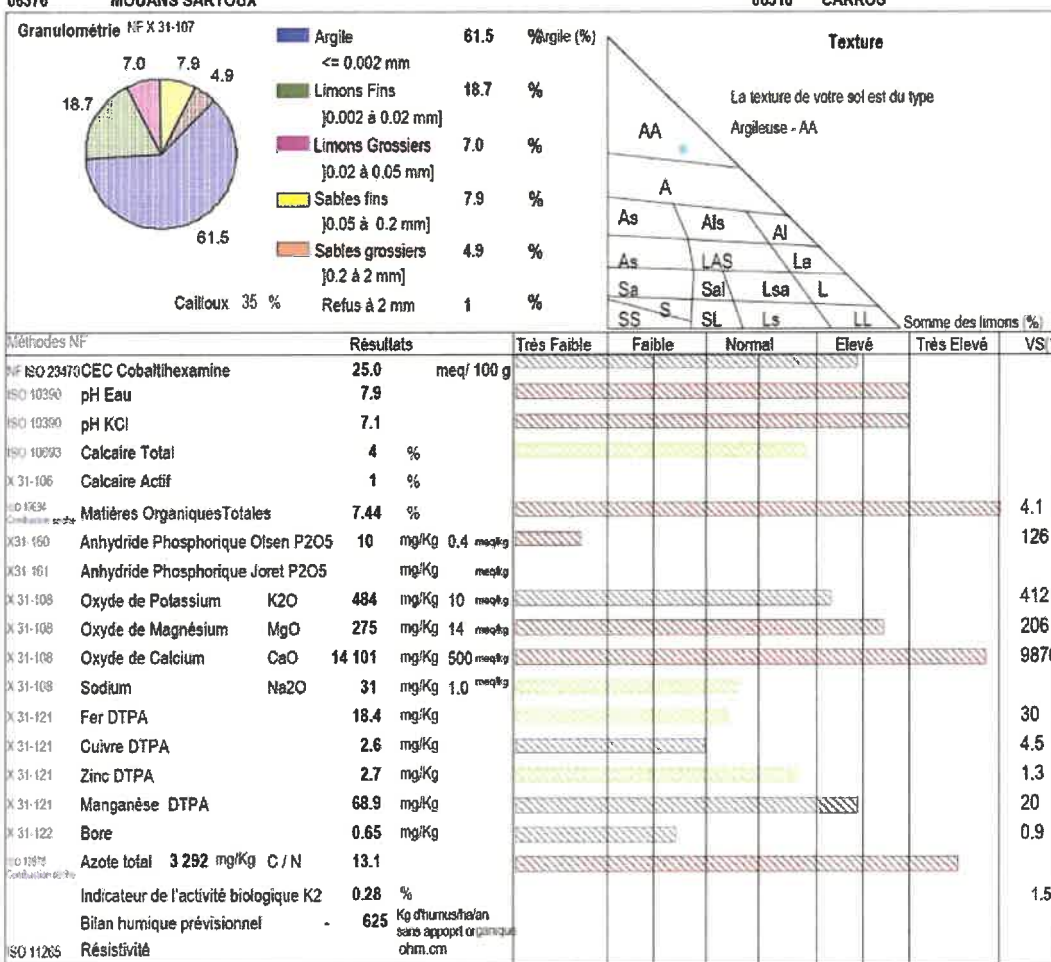 06376 MOUANS SARTOUX 06510 CARROS
Granulométrie NF X 31-107
7.0 7.9 4.9 18.7 61.5
Argile 61.5 %
<= 0.002 mm
Limons Fins 18.7 %
]0.002 à 0.02 mm]
Limons Grossiers 7.0 %
]0.02 à 0.05 mm]
Sables fins 7.9 %
]0.05 à 0.2 mm]
Sables grossiers 4.9 %
]0.2 à 2 mm]
Cailloux 35 % Refus à 2 mm 1 %
Argile (%)
Texture
La texture de votre sol est du type
Argileuse - AA
AA
A
As Als Al
As LAS La
Sa Sal Lsa L
SS S SL Ls LL
Somme des limons (%)
Méthodes NF Résultats Très Faible Faible Normal Elevé Très Elevé VS(
NF ISO 23470 CEC Cobaltihexamine 25.0 meq/ 100 g
ISO 10390 pH Eau 7.9
ISO 10390 pH KCl 7.1
ISO 10693 Calcaire Total 4 %
X 31-106 Calcaire Actif 1 %
Matières OrganiquesTotales 7.44 % 4.1
X31-160 Anhydride Phosphorique Olsen P2O5 10 mg/Kg 0.4 meq/kg 126
X31 161 Anhydride Phosphorique Joret P2O5 mg/Kg meq/kg
X 31-108 Oxyde de Potassium K2O 484 mg/Kg 10 meq/kg 412
X 31-108 Oxyde de Magnésium MgO 275 mg/Kg 14 meq/kg 206
X 31-108 Oxyde de Calcium CaO 14 101 mg/Kg 500 meq/kg 9870
X 31-108 Sodium Na2O 31 mg/Kg 1.0 meq/kg
X 31-121 Fer DTPA 18.4 mg/Kg 30
X 31-121 Cuivre DTPA 2.6 mg/Kg 4.5
X 31-121 Zinc DTPA 2.7 mg/Kg 1.3
X 31-121 Manganèse DTPA 68.9 mg/Kg 20
X 31-122 Bore 0.65 mg/Kg 0.9
Azote total 3 292 mg/Kg C / N 13.1
Indicateur de l'activité biologique K2 0.28 % 1.5
Bilan humique prévisionnel - 625 Kg d'humus/ha/an
sans apport organique
ISO 11265 Résistivité ohm.cm